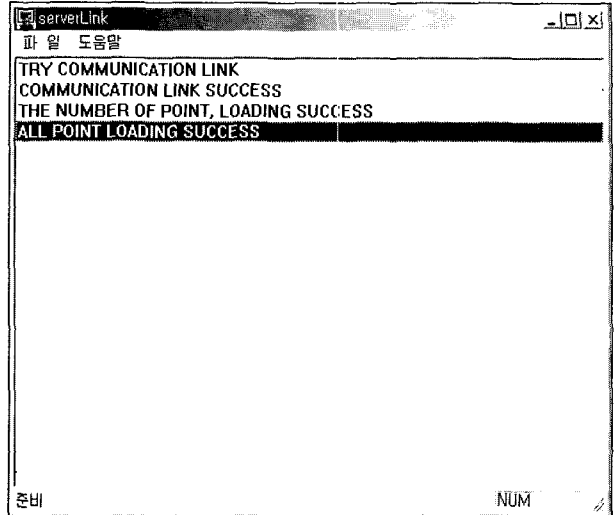 serverLink
파 일 도움말
TRY COMMUNICATION LINK
COMMUNICATION LINK SUCCESS
THE NUMBER OF POINT, LOADING SUCCESS
ALL POINT LOADING SUCCESS
준비 NUM